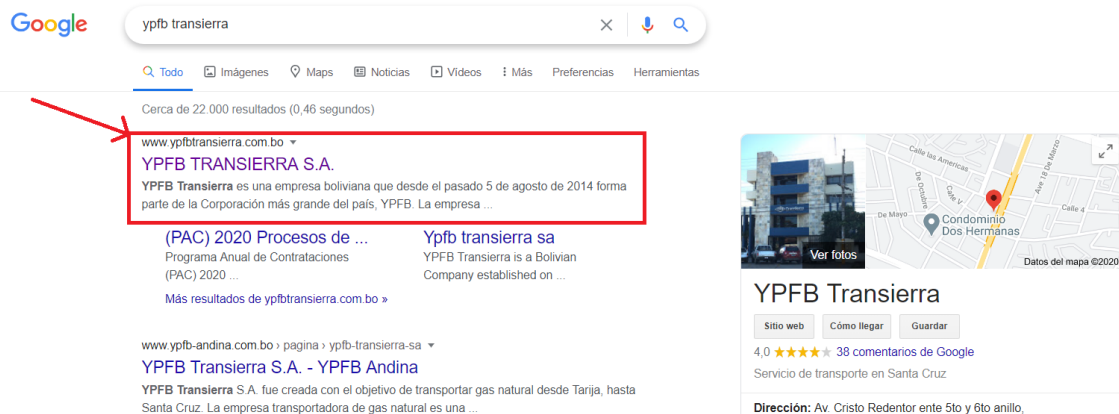 Google
ypfb transierra
Todo Imágenes Maps Noticias Vídeos Más Preferencias Herramientas
Cerca de 22.000 resultados (0,46 segundos)
www.ypfbtransierra.com.bo
YPFB TRANSIERRA S.A.
YPFB Transierra es una empresa boliviana que desde el pasado 5 de agosto de 2014 forma
parte de la Corporación más grande del país, YPFB. La empresa ...
(PAC) 2020 Procesos de ...
Programa Anual de Contrataciones
(PAC) 2020 ...
Ypfb transierra sa
YPFB Transierra is a Bolivian
Company established on ...
Más resultados de ypfbtransierra.com.bo »
www.ypfb-andina.com.bo › pagina › ypfb-transierra-sa
YPFB Transierra S.A. - YPFB Andina
YPFB Transierra S.A. fue creada con el objetivo de transportar gas natural desde Tarija, hasta
Santa Cruz. La empresa transportadora de gas natural es una ...
Ver fotos
Calle las Americas
De Octubre
Calle V
Ave 18 De Marzo
Calle 4
De Mayo
Condominio
Dos Hermanas
Datos del mapa ©2020
YPFB Transierra
Sitio web Cómo llegar Guardar
4,0 38 comentarios de Google
Servicio de transporte en Santa Cruz
Dirección: Av. Cristo Redentor ente 5to y 6to anillo,